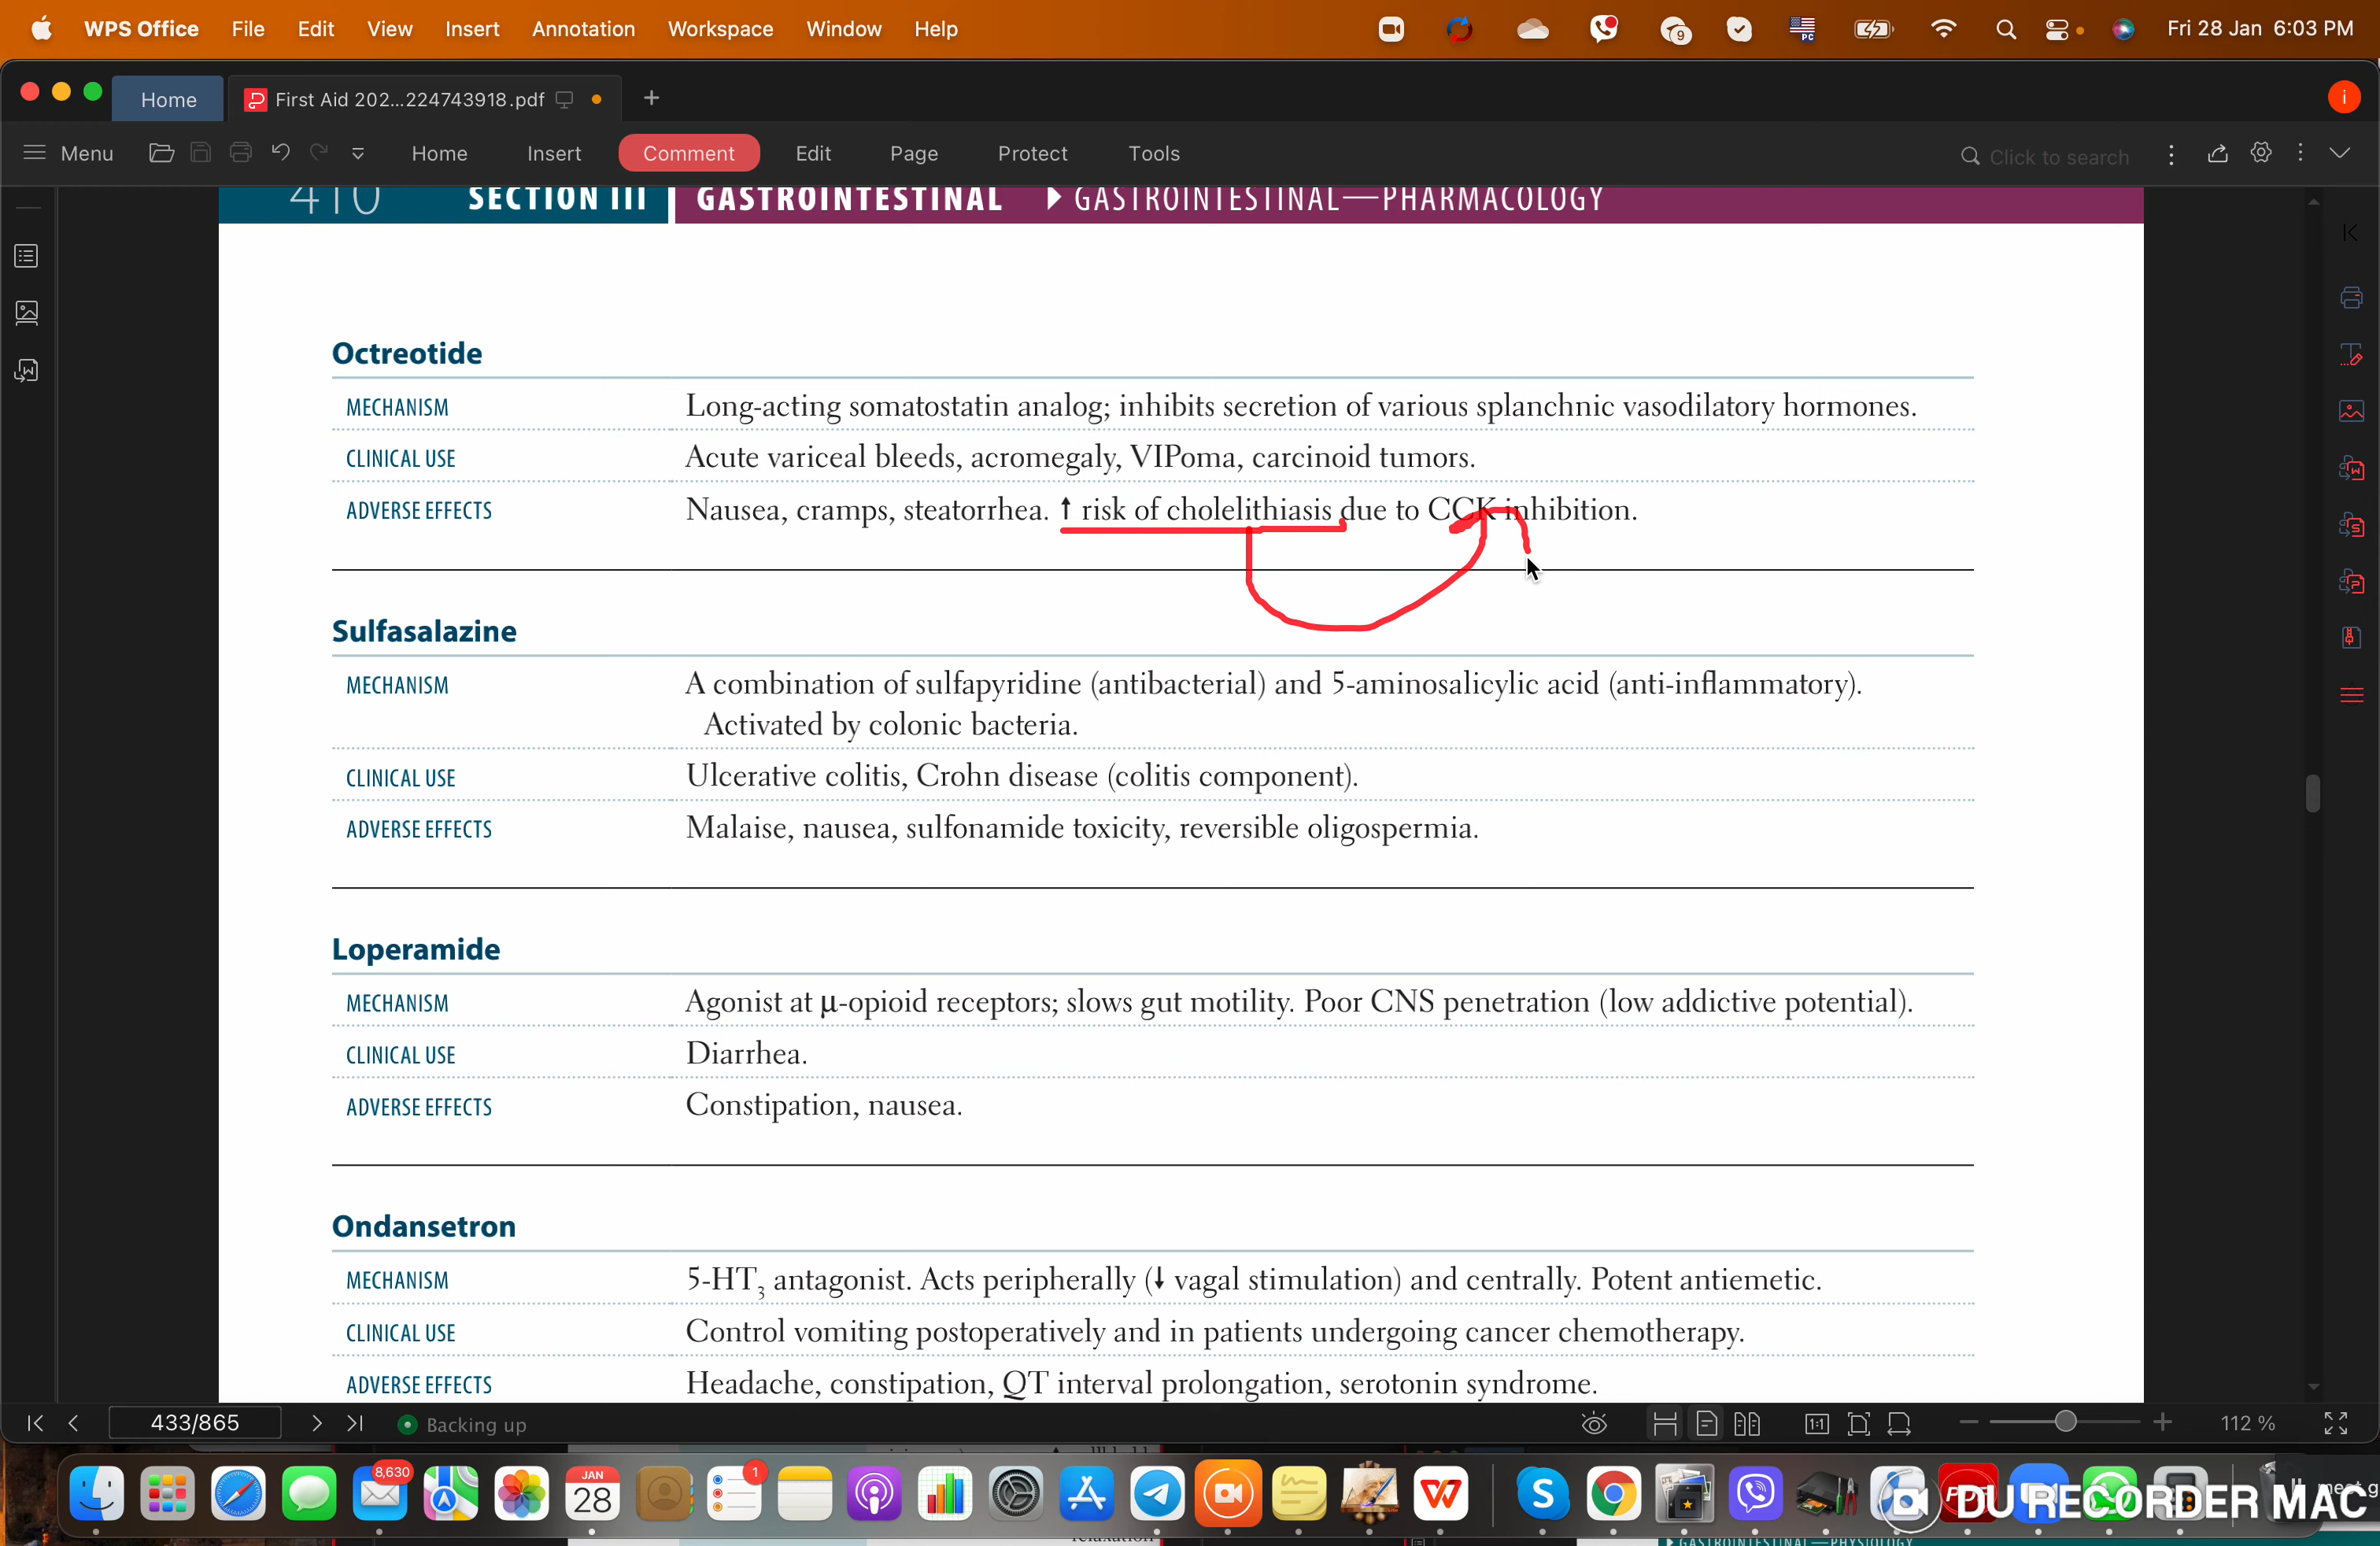 WPS Office File Edit View Insert Annotation Workspace Window Help 9 PC Fri 28 Jan 6:03 PM
Home First Aid 202...224743918.pdf + i
Menu Home Insert Comment Edit Page Protect Tools Click to search
410 SECTION III GASTROINTESTINAL ▶ GASTROINTESTINAL—PHARMACOLOGY
Octreotide
MECHANISM Long-acting somatostatin analog; inhibits secretion of various splanchnic vasodilatory hormones.
CLINICAL USE Acute variceal bleeds, acromegaly, VIPoma, carcinoid tumors.
ADVERSE EFFECTS Nausea, cramps, steatorrhea. ↑ risk of cholelithiasis due to CCK inhibition.
Sulfasalazine
MECHANISM A combination of sulfapyridine (antibacterial) and 5-aminosalicylic acid (anti-inflammatory).
Activated by colonic bacteria.
CLINICAL USE Ulcerative colitis, Crohn disease (colitis component).
ADVERSE EFFECTS Malaise, nausea, sulfonamide toxicity, reversible oligospermia.
Loperamide
MECHANISM Agonist at μ-opioid receptors; slows gut motility. Poor CNS penetration (low addictive potential).
CLINICAL USE Diarrhea.
ADVERSE EFFECTS Constipation, nausea.
Ondansetron
MECHANISM 5-HT3 antagonist. Acts peripherally (↓ vagal stimulation) and centrally. Potent antiemetic.
CLINICAL USE Control vomiting postoperatively and in patients undergoing cancer chemotherapy.
ADVERSE EFFECTS Headache, constipation, QT interval prolongation, serotonin syndrome.
433/865 Backing up 1:1 112 %
8,630 JAN 28 1
DU RECORDER MAC
relaxation ▶ GASTROINTESTINAL—PHYSIOLOGY